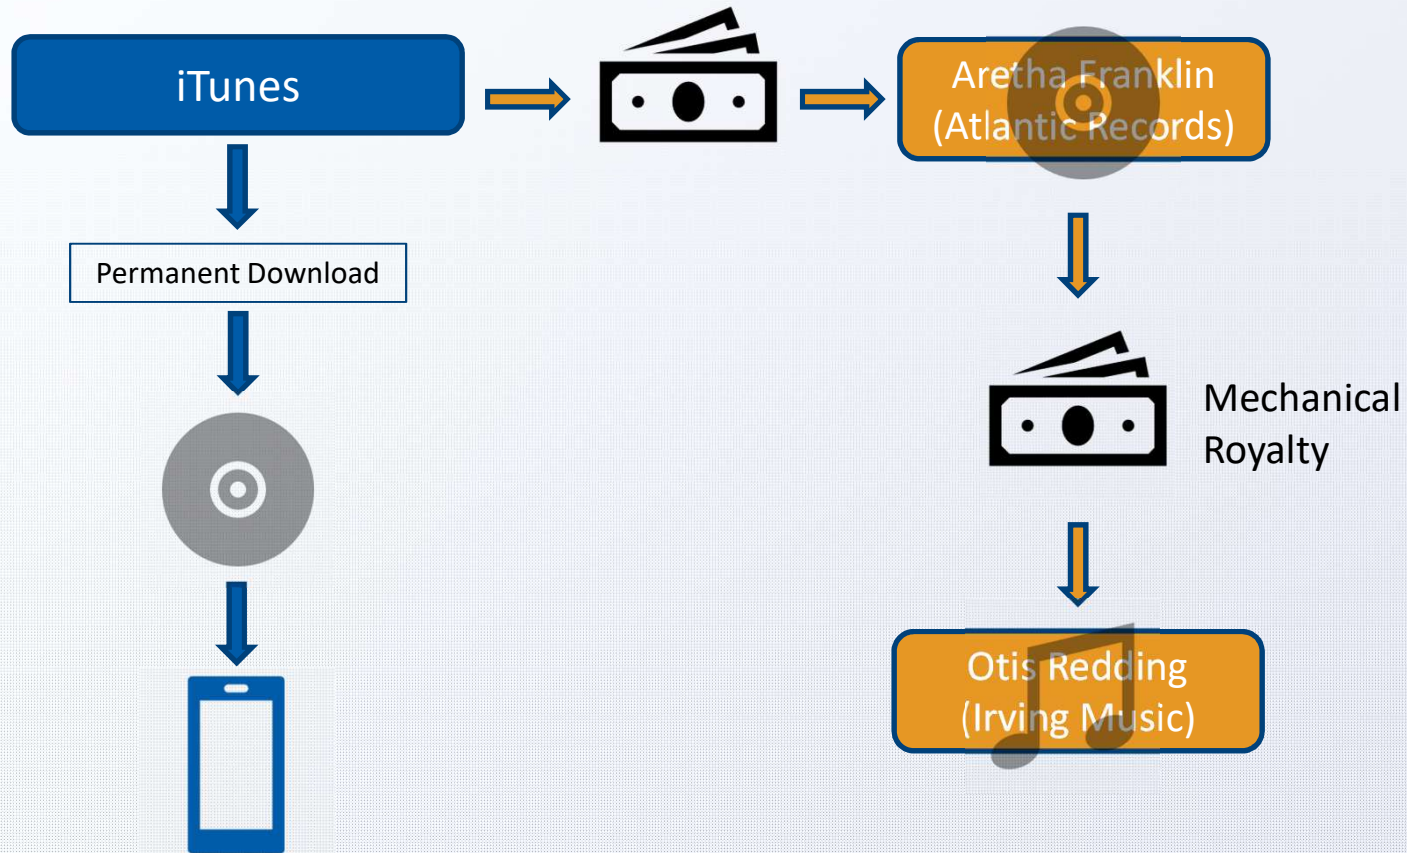 iTunes
Aretha Franklin
(Atlantic Records)
Permanent Download
Mechanical
Royalty
Otis Redding
(Irving Music)